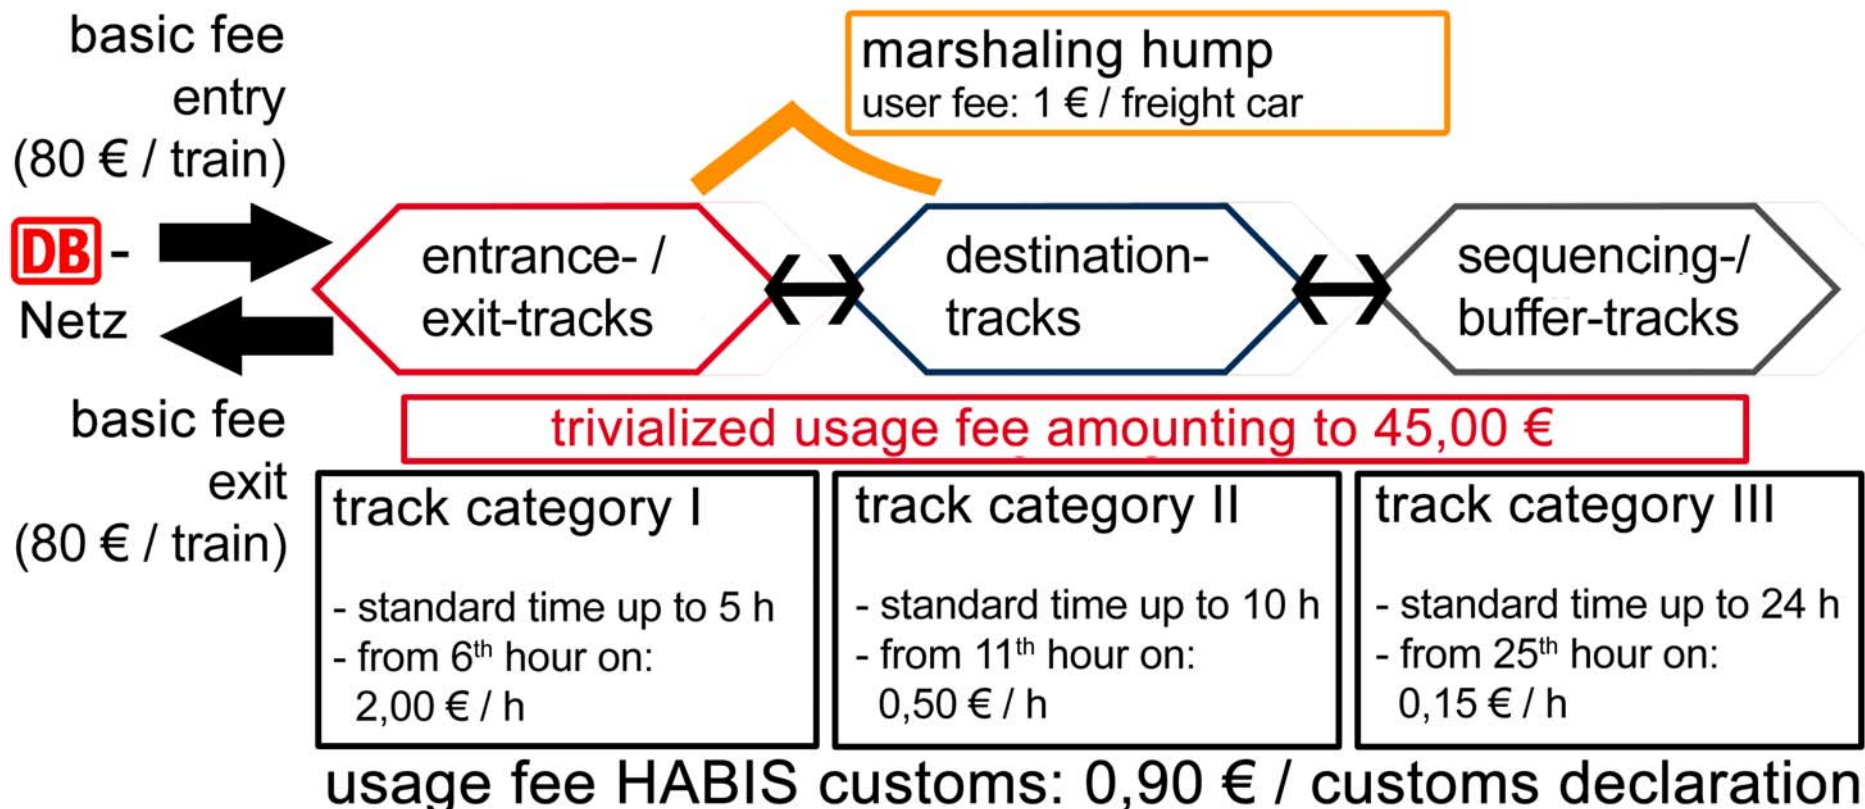 basic fee
entry
(80 € / train)
DB -
Netz
basic fee
exit
(80 € / train)
marshaling hump
user fee: 1 € / freight car
entrance- /
exit-tracks
destination-
tracks
sequencing-/
buffer-tracks
trivialized usage fee amounting to 45,00 €
track category I
- standard time up to 5 h
- from 6th hour on:
2,00 € / h
track category II
- standard time up to 10 h
- from 11th hour on:
0,50 € / h
track category III
- standard time up to 24 h
- from 25th hour on:
0,15 € / h
usage fee HABIS customs: 0,90 € / customs declaration